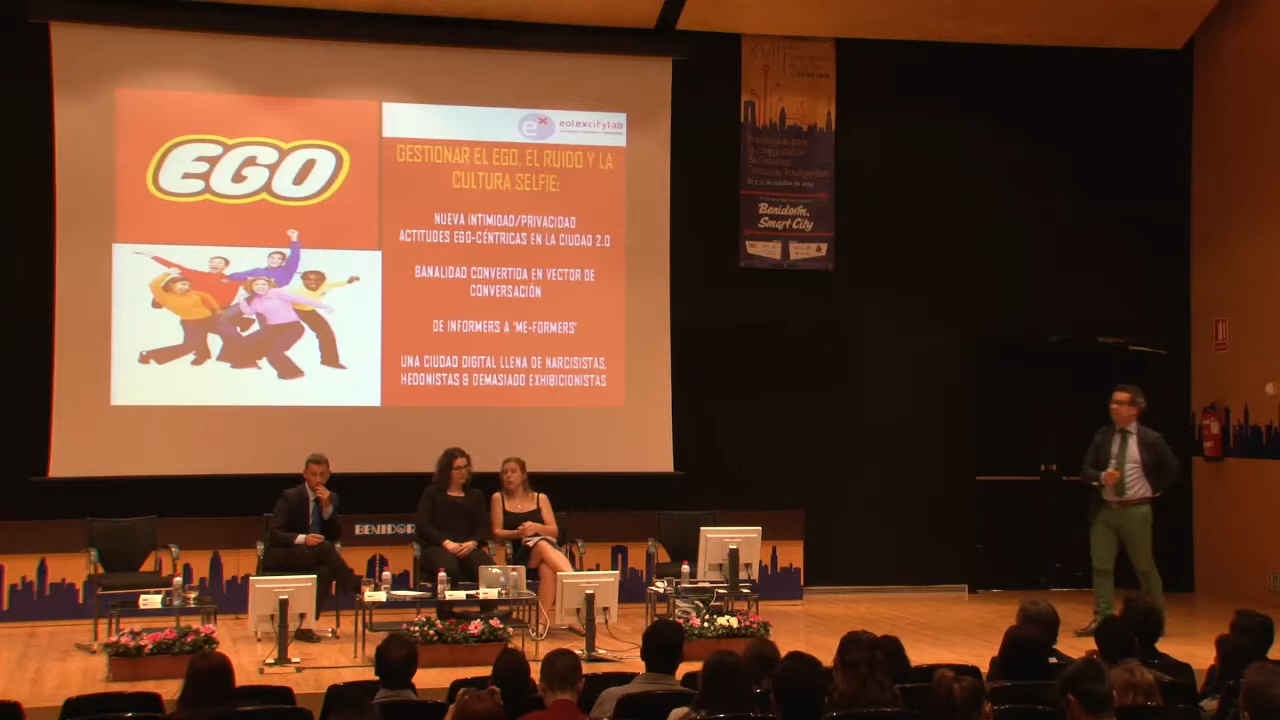 EGO
eolexcitylab
GESTIONAR EL EGO, EL RUIDO Y LA
CULTURA SELFIE:
NUEVA INTIMIDAD/PRIVACIDAD
ACTITUDES EGO-CÉNTRICAS EN LA CIUDAD 2.0
BANALIDAD CONVERTIDA EN VECTOR DE
CONVERSACIÓN
DE INFORMERS A 'ME-FORMERS'
UNA CIUDAD DIGITAL LLENA DE NARCISISTAS,
HEDONISTAS & DEMASIADO EXHIBICIONISTAS
Territorios Inteligentes
Benidorm,
Smart City
BENIDOR